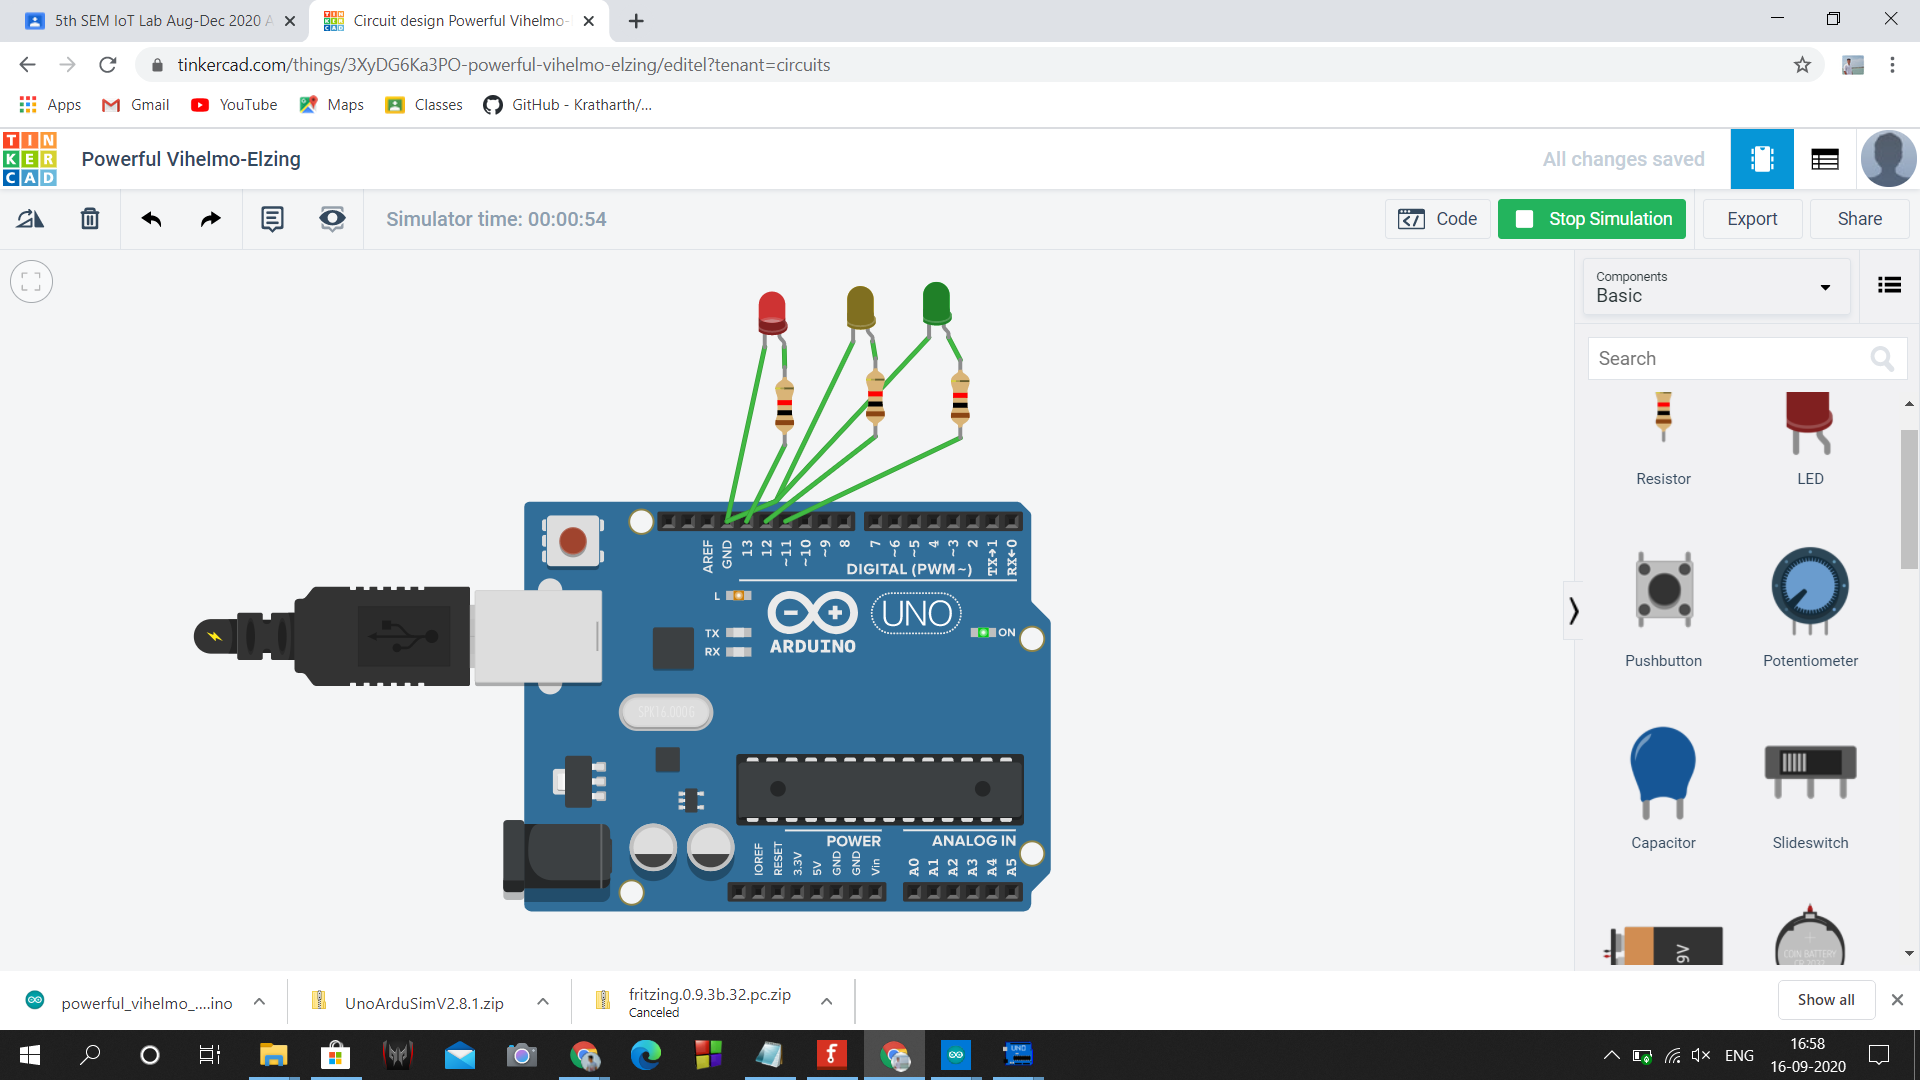 5th SEM IoT Lab Aug-Dec 2020 A
Circuit design Powerful Vihelmo-
tinkercad.com/things/3XyDG6Ka3PO-powerful-vihelmo-elzing/editel?tenant=circuits
Apps
Gmail
YouTube
Maps
Classes
GitHub - Kratharth/...
TIN
KER
CAD
Powerful Vihelmo-Elzing
All changes saved
Simulator time: 00:00:54
Code
Stop Simulation
Export
Share
Components
Basic
Search
Resistor
LED
Pushbutton
Potentiometer
Capacitor
Slideswitch
9V
COIN BATTERY
AREF
GND
13
12
~11
~10
~9
8
7
~6
~5
4
~3
2
TX→1
RX←0
DIGITAL (PWM~)
L
TX
RX
UNO
ARDUINO
ON
SPK16.000G
POWER
ANALOG IN
IOREF
RESET
3.3V
5V
GND
GND
Vin
A0
A1
A2
A3
A4
A5
powerful_vihelmo_....ino
UnoArduSimV2.8.1.zip
fritzing.0.9.3b.32.pc.zip
Canceled
Show all
ENG
16:58
16-09-2020